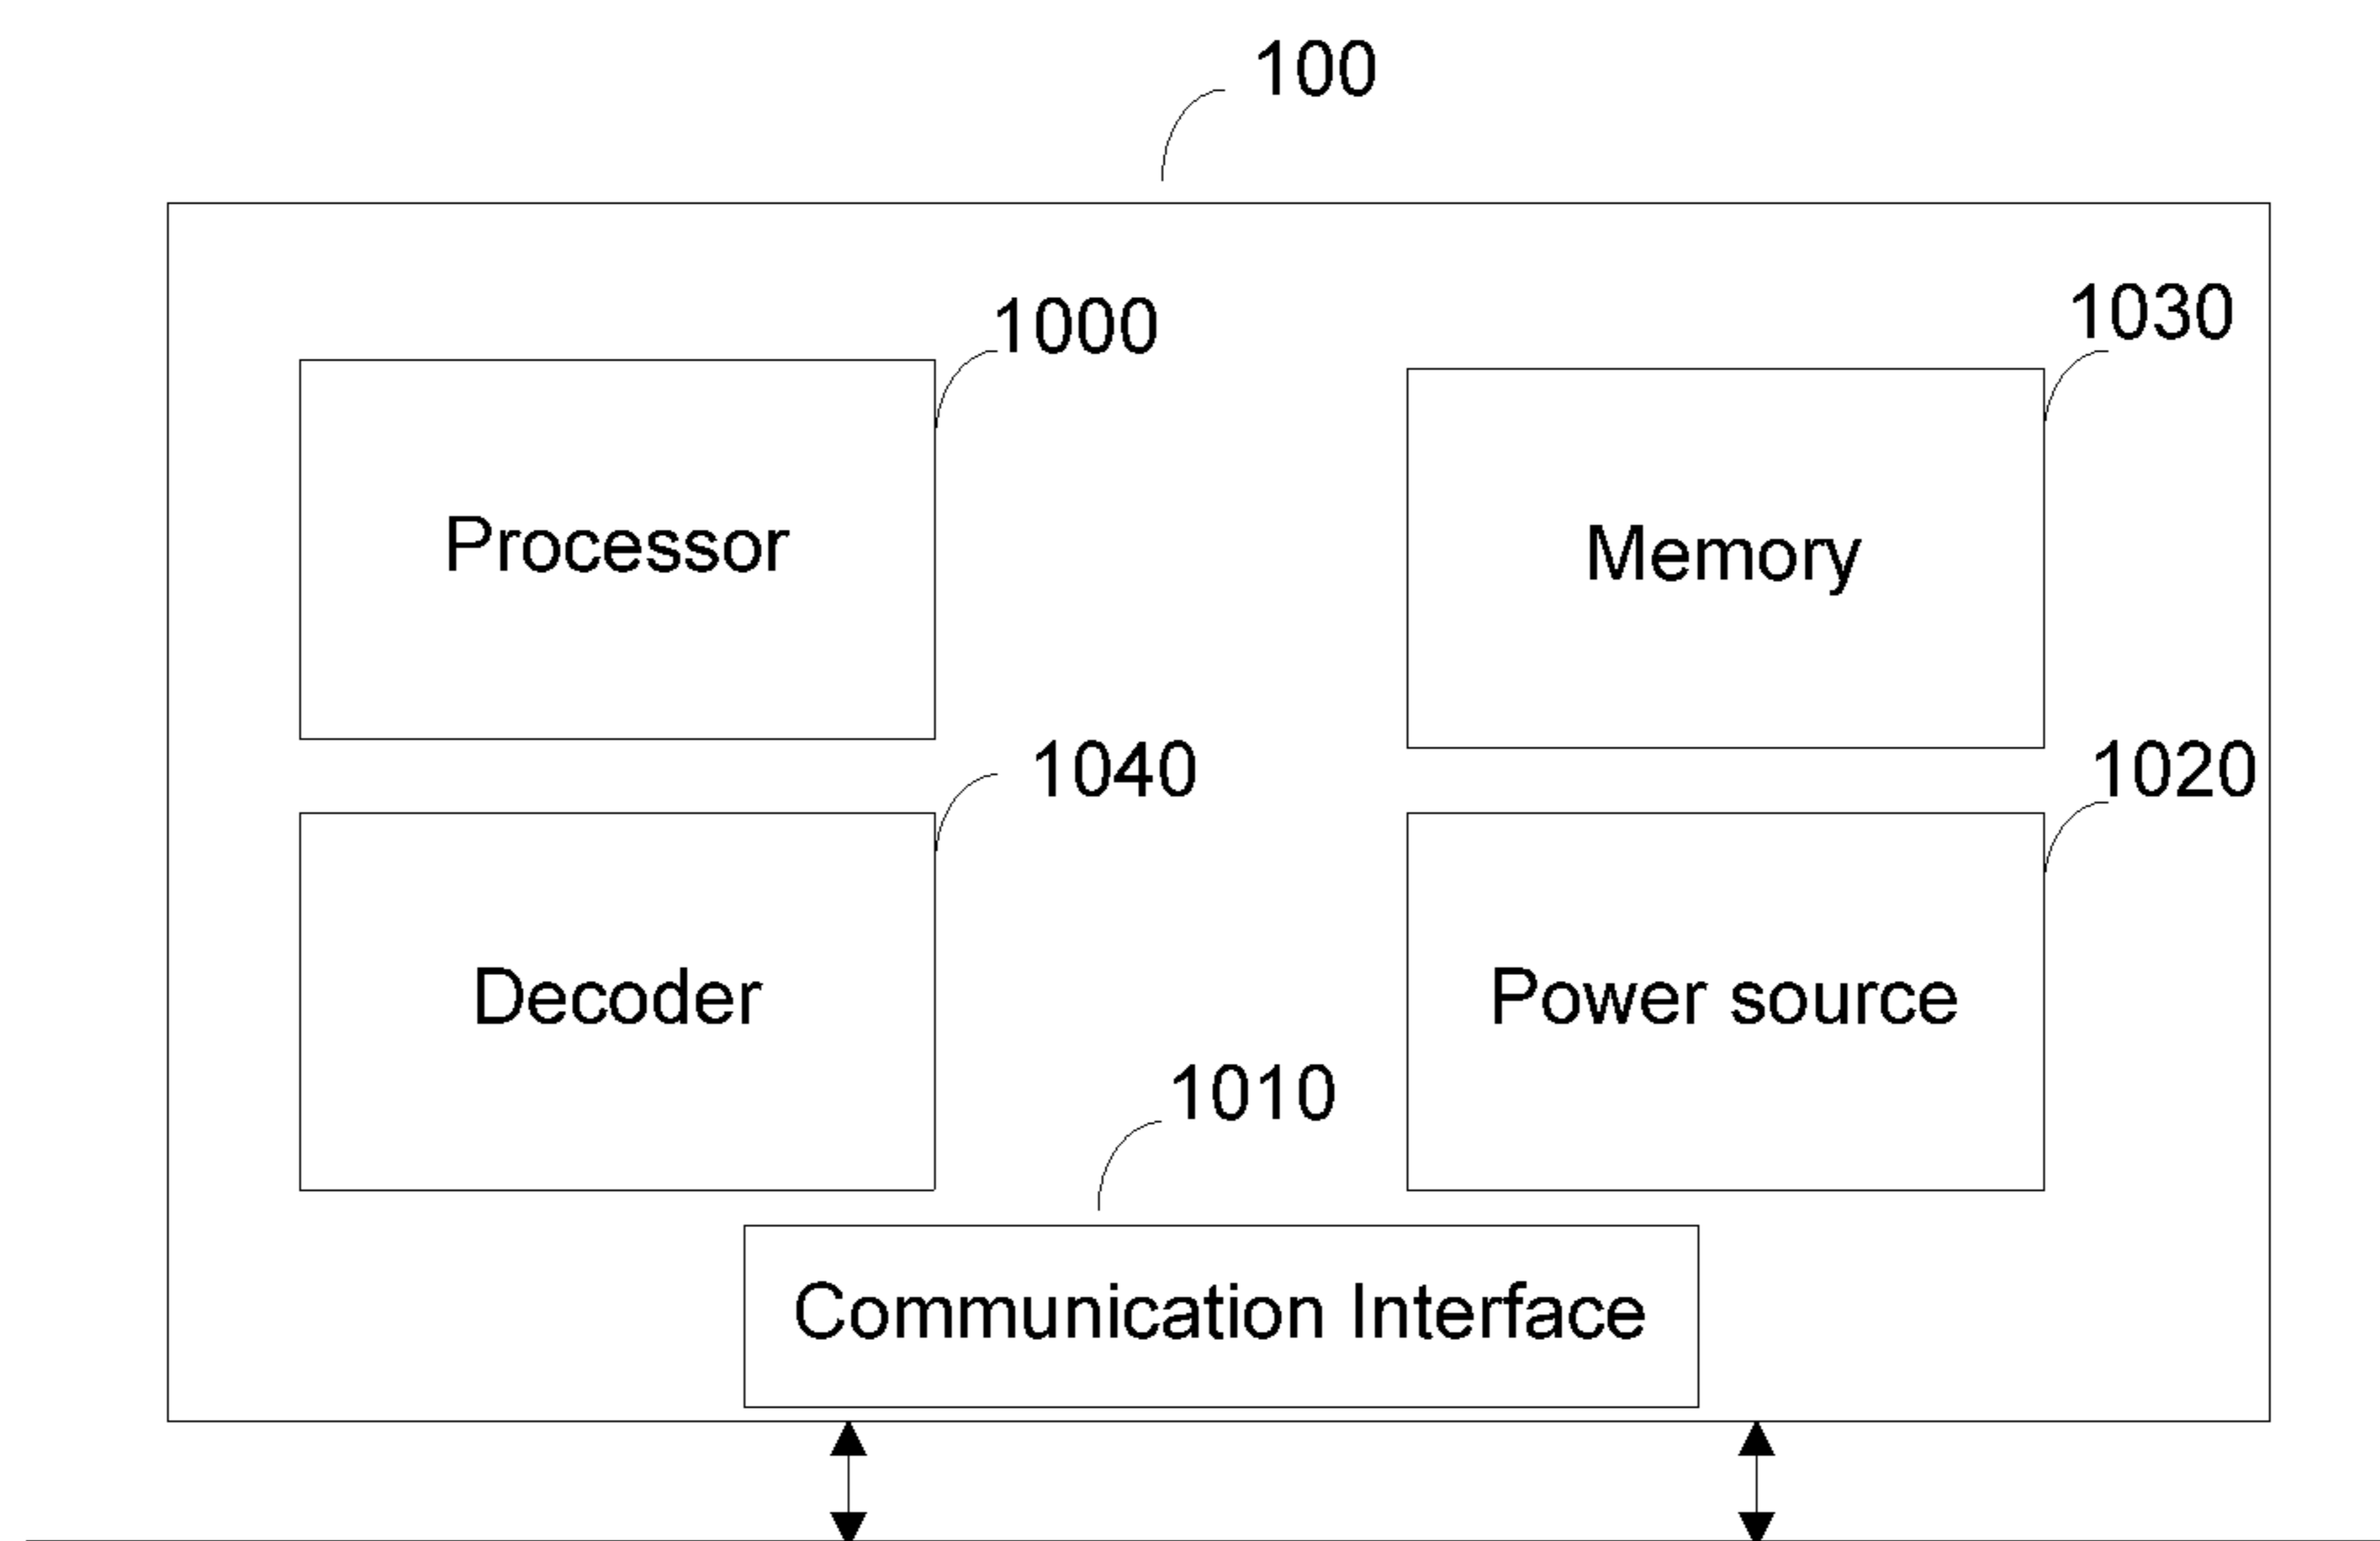 100
1000
1030
Processor
Memory
1040
1020
Decoder
Power source
1010
Communication Interface